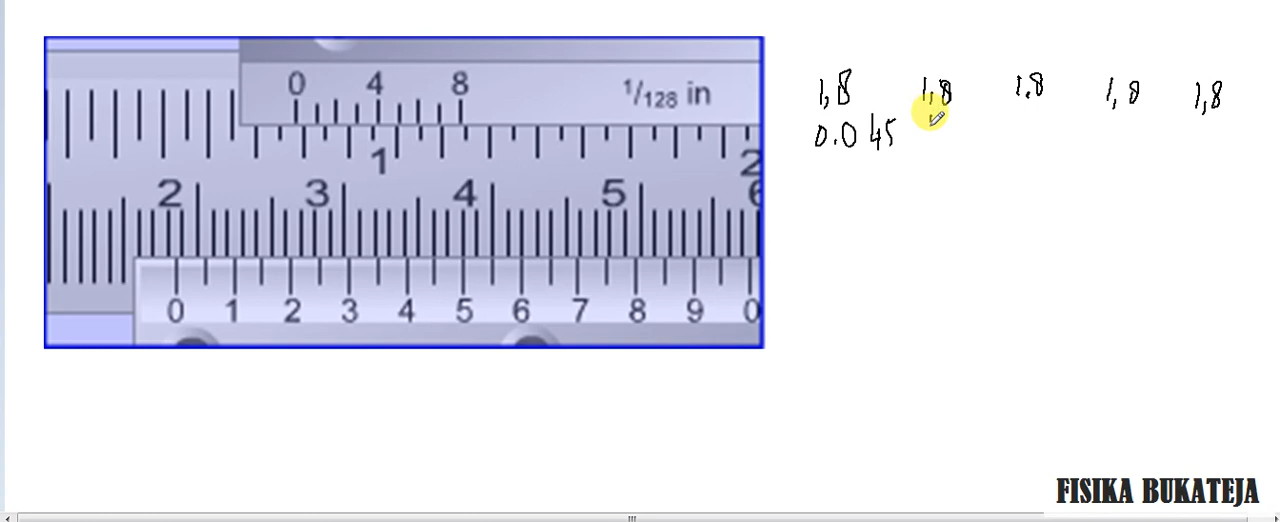 0 4 8 1/128 in
1 2
2 3 4 5 6
0 1 2 3 4 5 6 7 8 9 0
1,8 1,8 1.8 1,8 1,8
0.045
FISIKA BUKATEJA